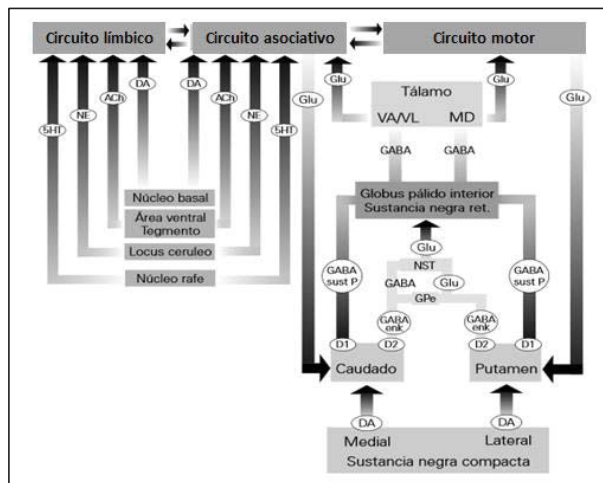 Circuito límbico
Circuito asociativo
Circuito motor
5HT
NE
ACh
DA
DA
ACh
NE
5HT
Glu
Glu
Glu
Glu
Tálamo
VA/VL MD
GABA
GABA
Núcleo basal
Área ventral
Tegmento
Locus ceruleo
Núcleo rafe
Globus pálido interior
Sustancia negra ret.
Glu
NST
GABA
sust P
GABA
Glu
GABA
sust P
GPe
GABA
enk
GABA
enk
D1
D2
D2
D1
Caudado
Putamen
DA
DA
Medial
Lateral
Sustancia negra compacta